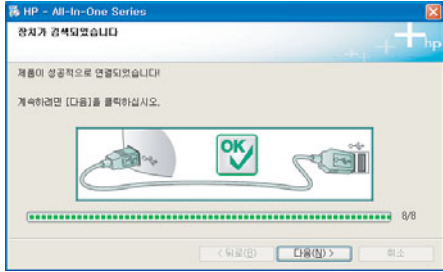 HP - All-In-One Series
장치가 검색되었습니다
hp
제품이 성공적으로 연결되었습니다!
계속하려면 [다음]을 클릭하십시오.
OK
8/8
< 뒤로(B) 다음(N) > 취소